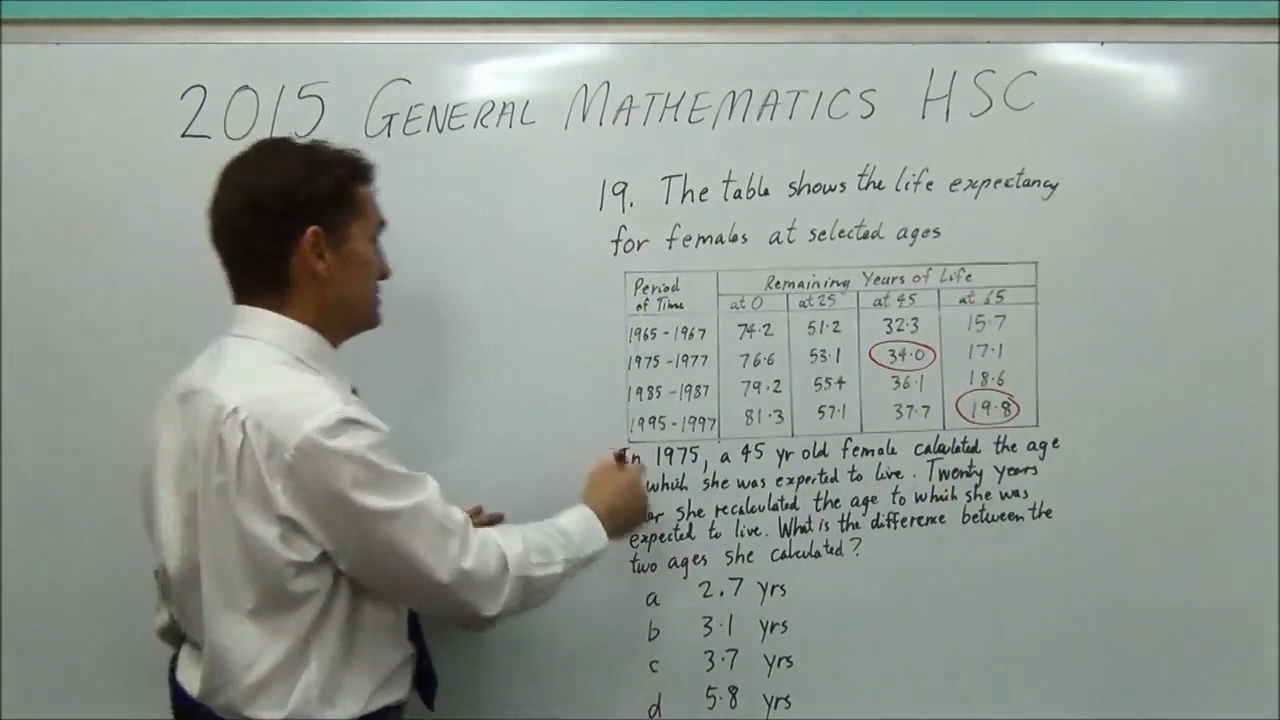 2015 GENERAL MATHEMATICS HSC
19. The table shows the life expectancy
for females at selected ages
Period of Time Remaining Years of Life
at 0 at 25 at 45 at 65
1965-1967 74.2 51.2 32.3 15.7
1975-1977 76.6 53.1 34.0 17.1
1985-1987 79.2 55.4 36.1 18.6
1995-1997 81.3 57.1 37.7 19.8
In 1975, a 45 yr old female calculated the age
which she was expected to live. Twenty years
she recalculated the age to which she was
expected to live. What is the difference between the
two ages she calculated?
a 2.7 yrs
b 3.1 yrs
c 3.7 yrs
d 5.8 yrs